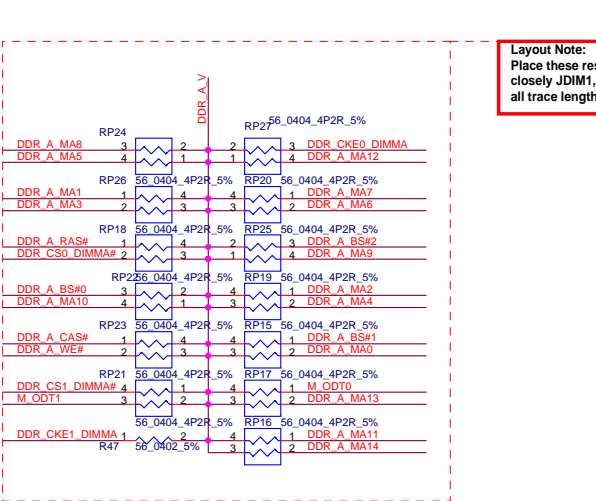 Layout Note:
Place these res
closely JDIM1,
all trace length
DDR_A_V
RP24
RP27
56_0404_4P2R_5%
DDR_A_MA8 3 2 2 3 DDR_CKE0_DIMMA
DDR_A_MA5 4 1 1 4 DDR_A_MA12
RP26 56_0404_4P2R_5% RP20 56_0404_4P2R_5%
DDR_A_MA1 1 4 4 1 DDR_A_MA7
DDR_A_MA3 2 3 3 2 DDR_A_MA6
RP18 56_0404_4P2R_5% RP25 56_0404_4P2R_5%
DDR_A_RAS# 1 4 2 3 DDR_A_BS#2
DDR_CS0_DIMMA# 2 3 1 4 DDR_A_MA9
RP22 56_0404_4P2R_5% RP19 56_0404_4P2R_5%
DDR_A_BS#0 3 2 4 1 DDR_A_MA2
DDR_A_MA10 4 1 3 2 DDR_A_MA4
RP23 56_0404_4P2R_5% RP15 56_0404_4P2R_5%
DDR_A_CAS# 1 4 4 1 DDR_A_BS#1
DDR_A_WE# 2 3 3 2 DDR_A_MA0
RP21 56_0404_4P2R_5% RP17 56_0404_4P2R_5%
DDR_CS1_DIMMA# 4 1 4 1 M_ODT0
M_ODT1 3 2 3 2 DDR_A_MA13
56_0404_4P2R_5% RP16 56_0404_4P2R_5%
DDR_CKE1_DIMMA 1 2 4 1 DDR_A_MA11
R47 56_0402_5% 3 2 DDR_A_MA14